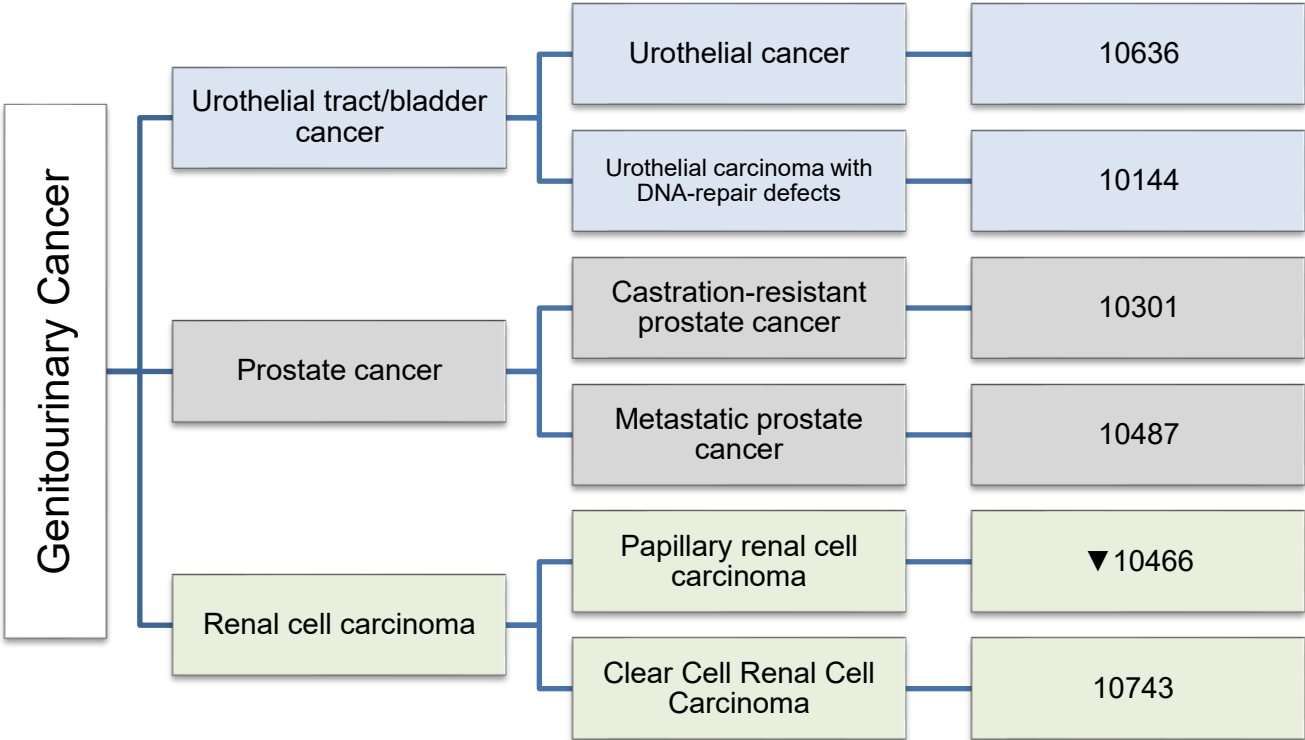 Genitourinary Cancer
Urothelial tract/bladder
cancer
Urothelial cancer
10636
Urothelial carcinoma with
DNA-repair defects
10144
Prostate cancer
Castration-resistant
prostate cancer
10301
Metastatic prostate
cancer
10487
Renal cell carcinoma
Papillary renal cell
carcinoma
▼10466
Clear Cell Renal Cell
Carcinoma
10743